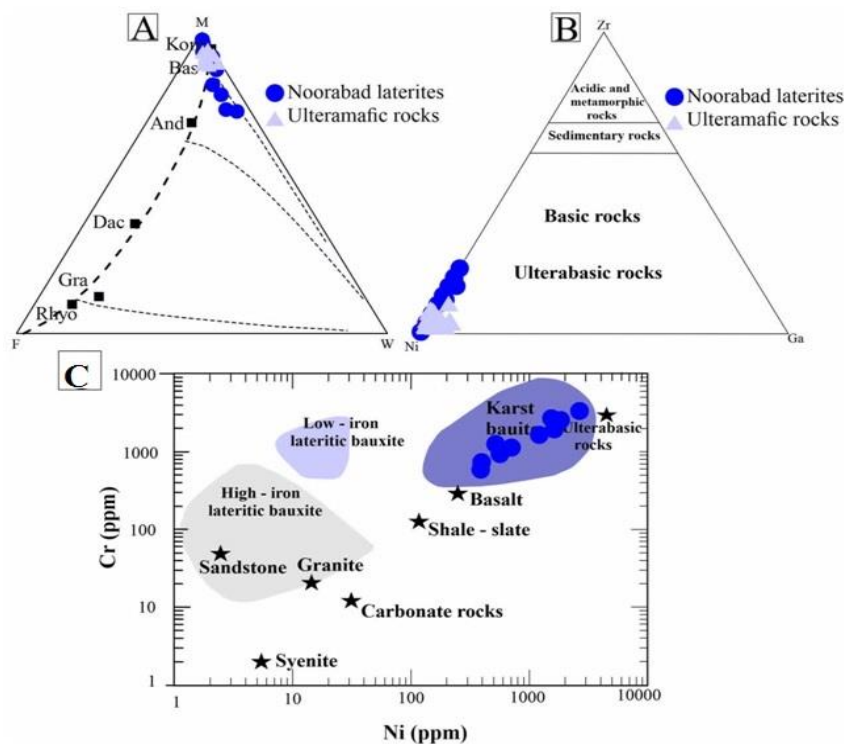 A
M
Kom
Bas
And
Dac
Gra
Rhyo
F
W
Noorabad laterites
Ulteramafic rocks
B
Zr
Acidic and
metamorphic
rocks
Sedimentary rocks
Basic rocks
Ulterabasic rocks
Ni
Ga
Noorabad laterites
Ulteramafic rocks
C
10000
1000
100
10
1
Cr (ppm)
Low - iron
lateritic bauxite
Karst
bauit
Ulterabasic
rocks
High - iron
lateritic bauxite
Basalt
Shale - slate
Sandstone
Granite
Carbonate rocks
Syenite
1
10
100
1000
10000
Ni (ppm)